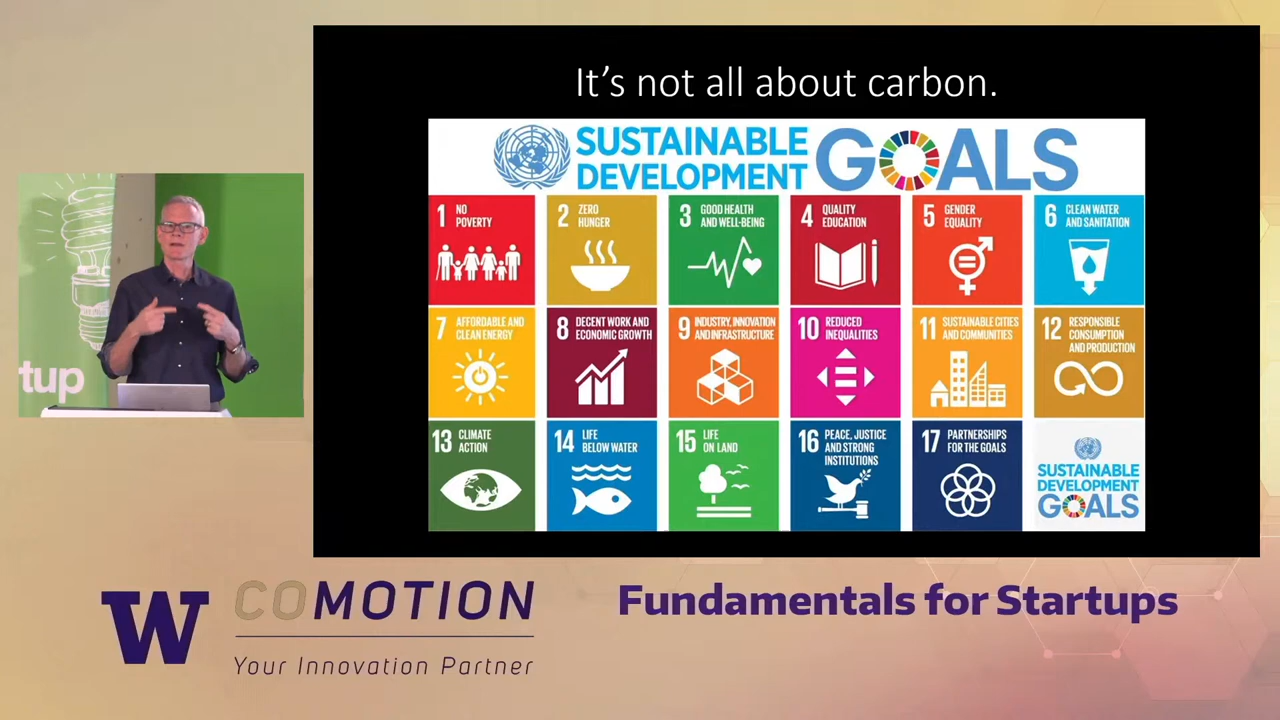 It's not all about carbon.
SUSTAINABLE
DEVELOPMENT
GOALS
1 NO
POVERTY
2 ZERO
HUNGER
3 GOOD HEALTH
AND WELL-BEING
4 QUALITY
EDUCATION
5 GENDER
EQUALITY
6 CLEAN WATER
AND SANITATION
7 AFFORDABLE AND
CLEAN ENERGY
8 DECENT WORK AND
ECONOMIC GROWTH
9 INDUSTRY, INNOVATION
AND INFRASTRUCTURE
10 REDUCED
INEQUALITIES
11 SUSTAINABLE CITIES
AND COMMUNITIES
12 RESPONSIBLE
CONSUMPTION
AND PRODUCTION
13 CLIMATE
ACTION
14 LIFE
BELOW WATER
15 LIFE
ON LAND
16 PEACE, JUSTICE
AND STRONG
INSTITUTIONS
17 PARTNERSHIPS
FOR THE GOALS
SUSTAINABLE
DEVELOPMENT
GOALS
tup
W COMOTION
Your Innovation Partner
Fundamentals for Startups